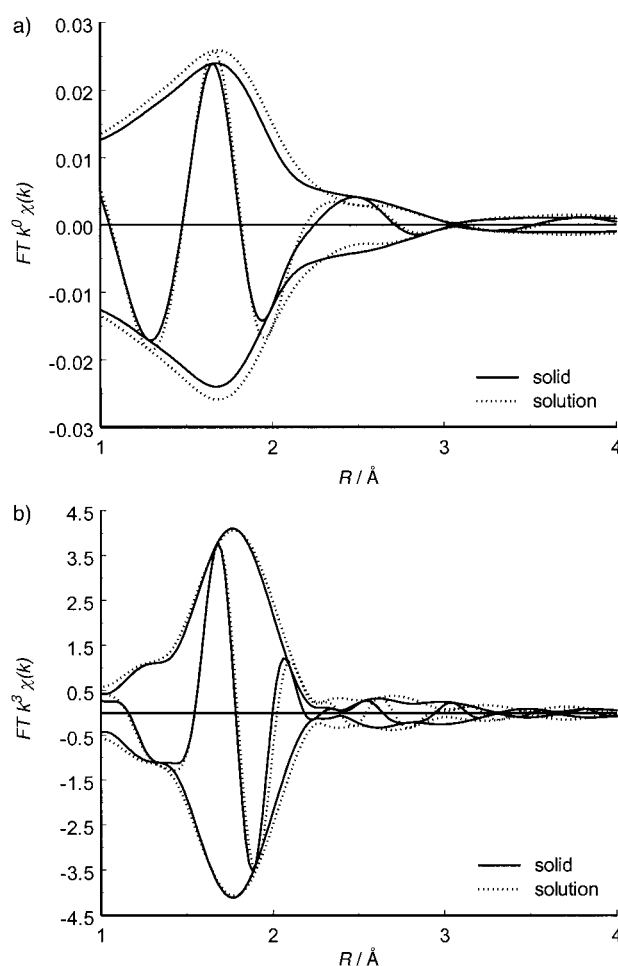 a)
0.03
0.02
0.01
0.00
-0.01
-0.02
-0.03
FT k⁰ χ(k)
solid
solution
1 2 3 4
R / Å
b)
4.5
3.5
2.5
1.5
0.5
-0.5
-1.5
-2.5
-3.5
-4.5
FT k³ χ(k)
solid
solution
1 2 3 4
R / Å